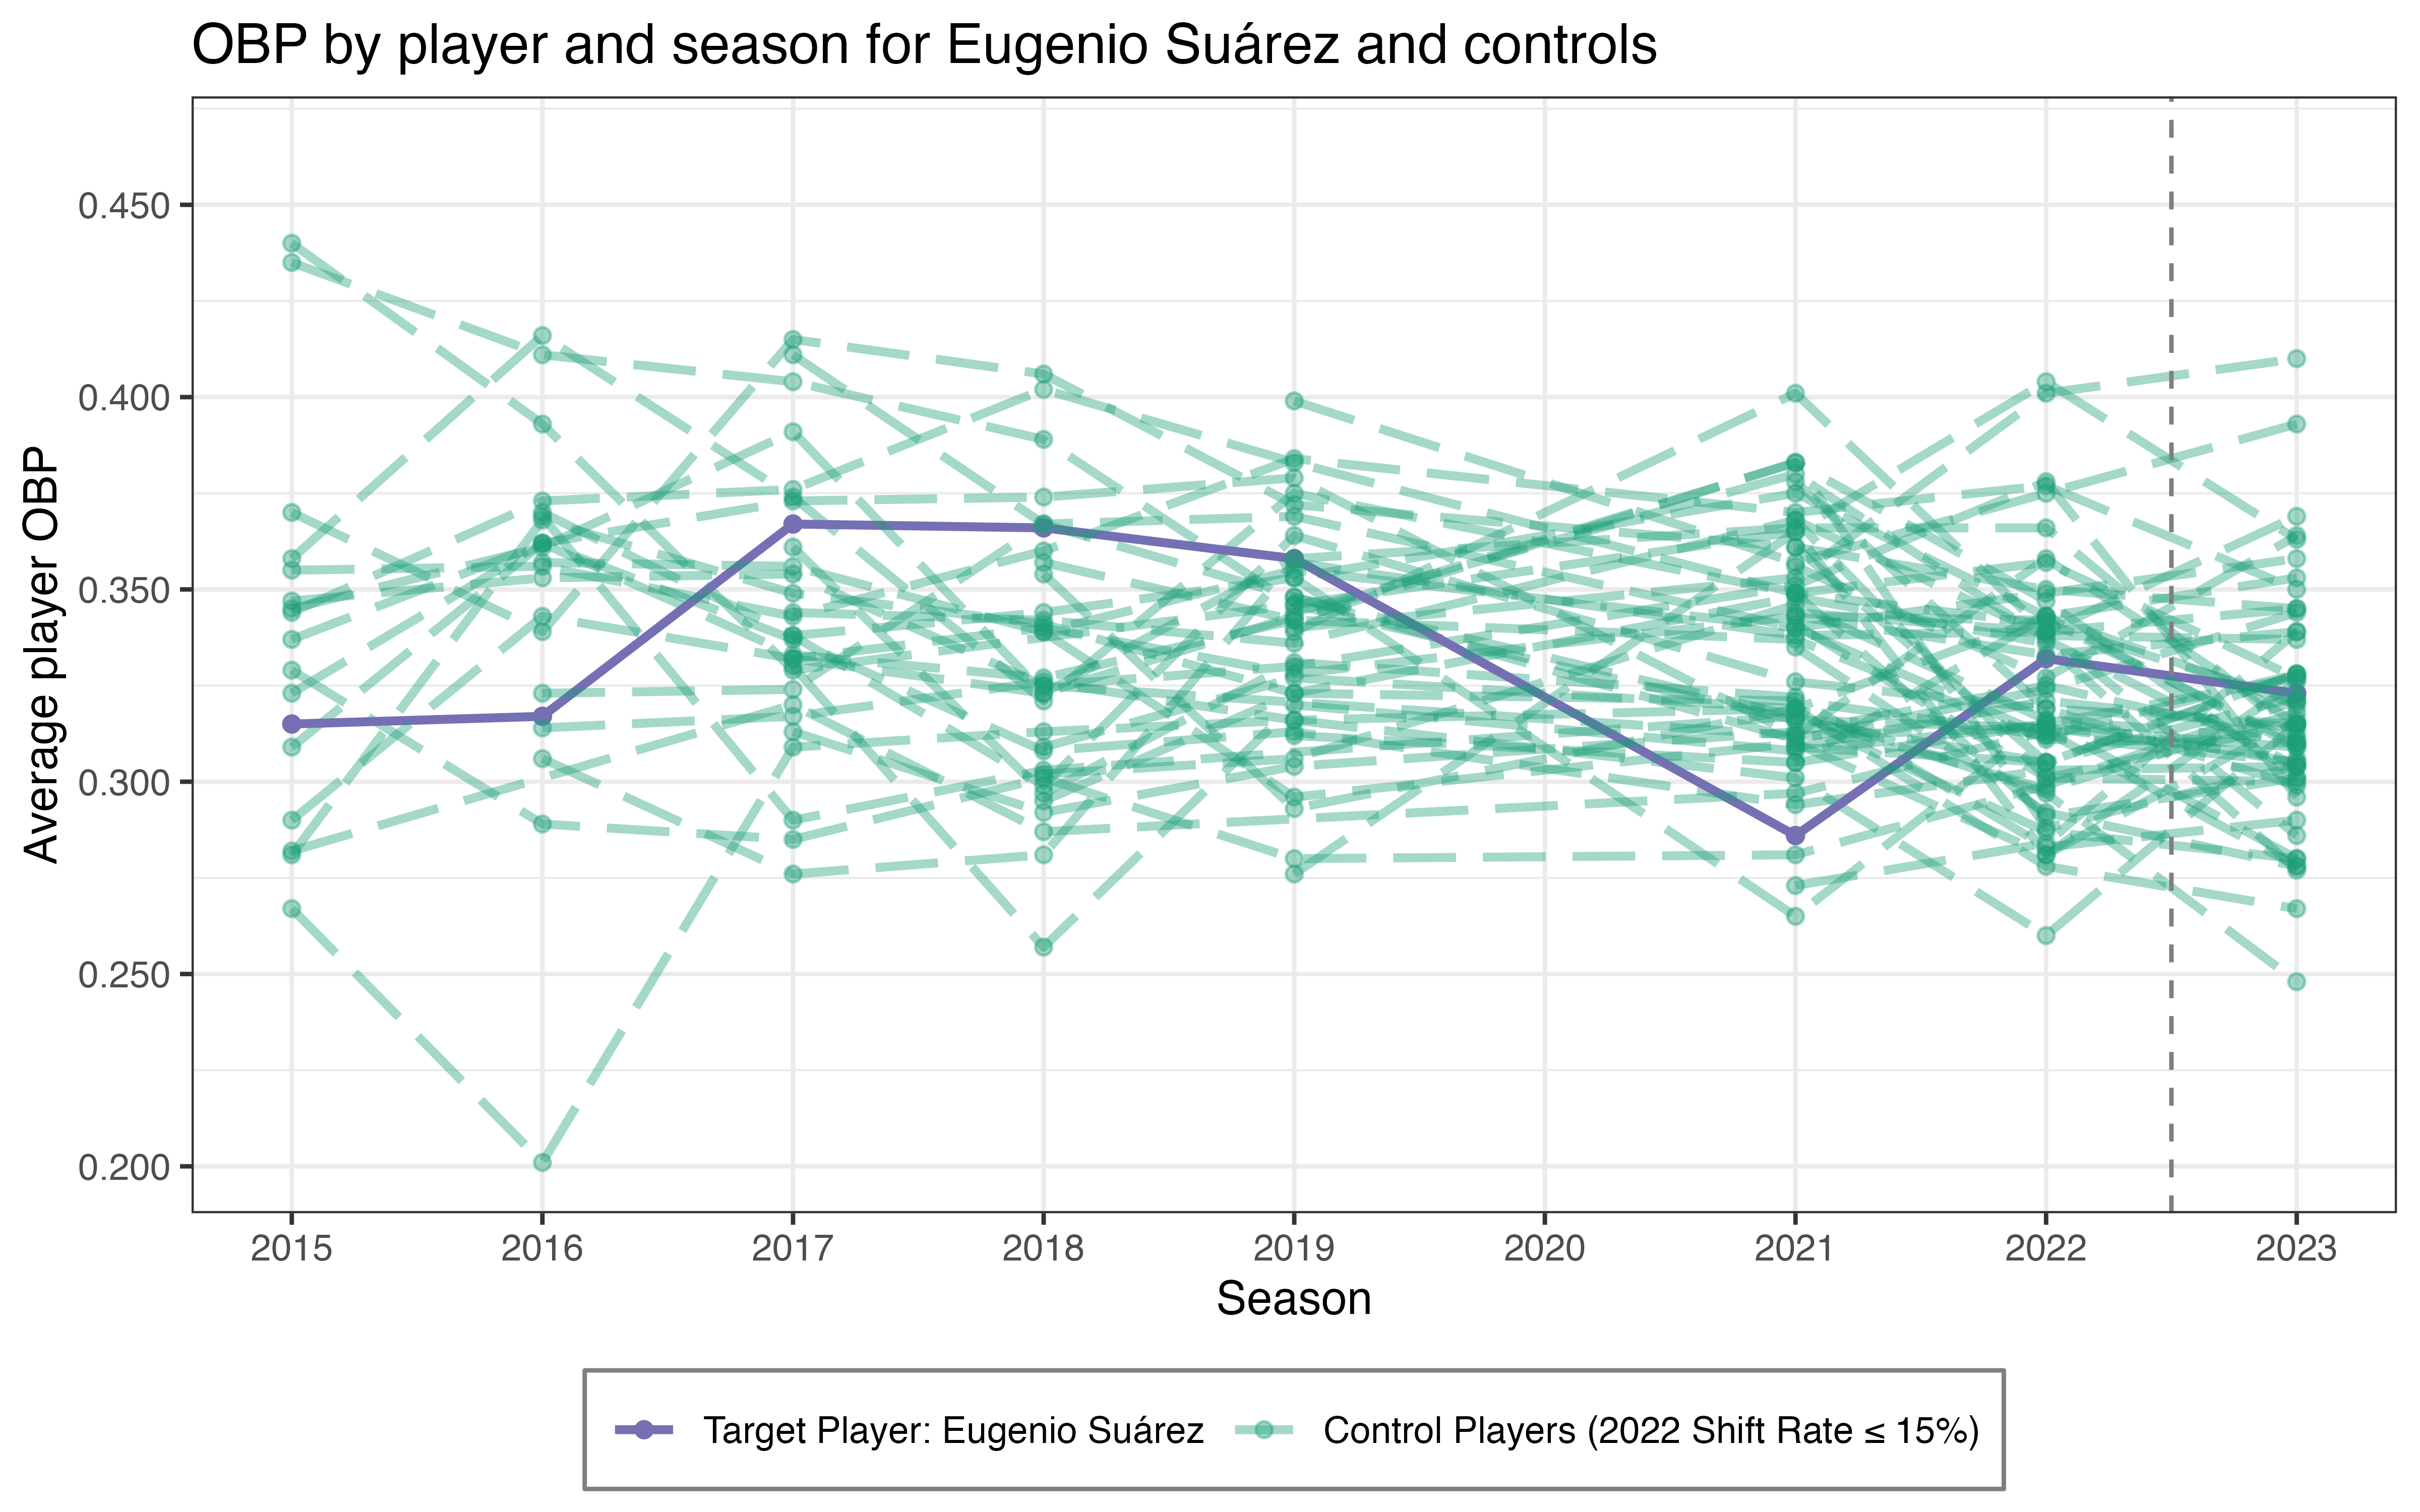 OBP by player and season for Eugenio Suárez and controls
Average player OBP
0.450
0.400
0.350
0.300
0.250
0.200
2015 2016 2017 2018 2019 2020 2021 2022 2023
Season
Target Player: Eugenio Suárez Control Players (2022 Shift Rate ≤ 15%)